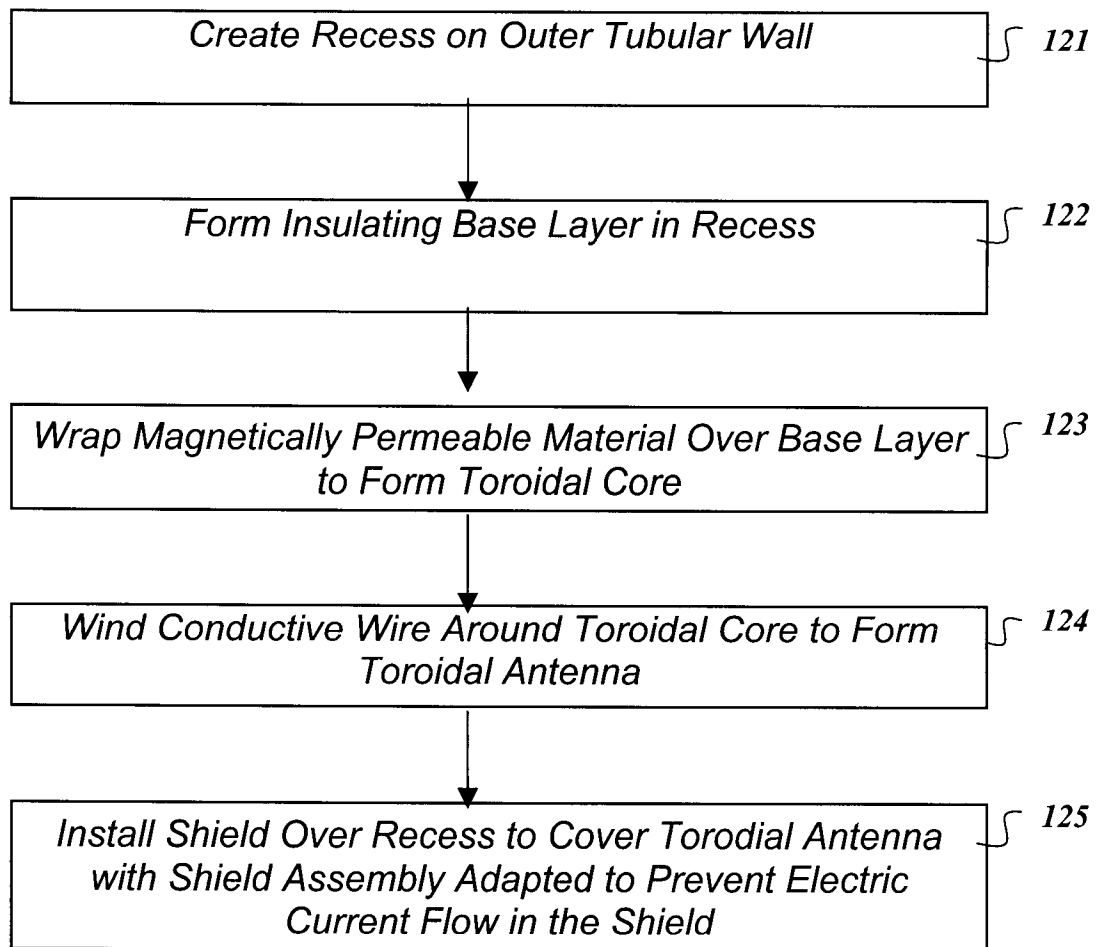 Create Recess on Outer Tubular Wall
121
Form Insulating Base Layer in Recess
122
Wrap Magnetically Permeable Material Over Base Layer
to Form Toroidal Core
123
Wind Conductive Wire Around Toroidal Core to Form
Toroidal Antenna
124
Install Shield Over Recess to Cover Torodial Antenna
with Shield Assembly Adapted to Prevent Electric
Current Flow in the Shield
125